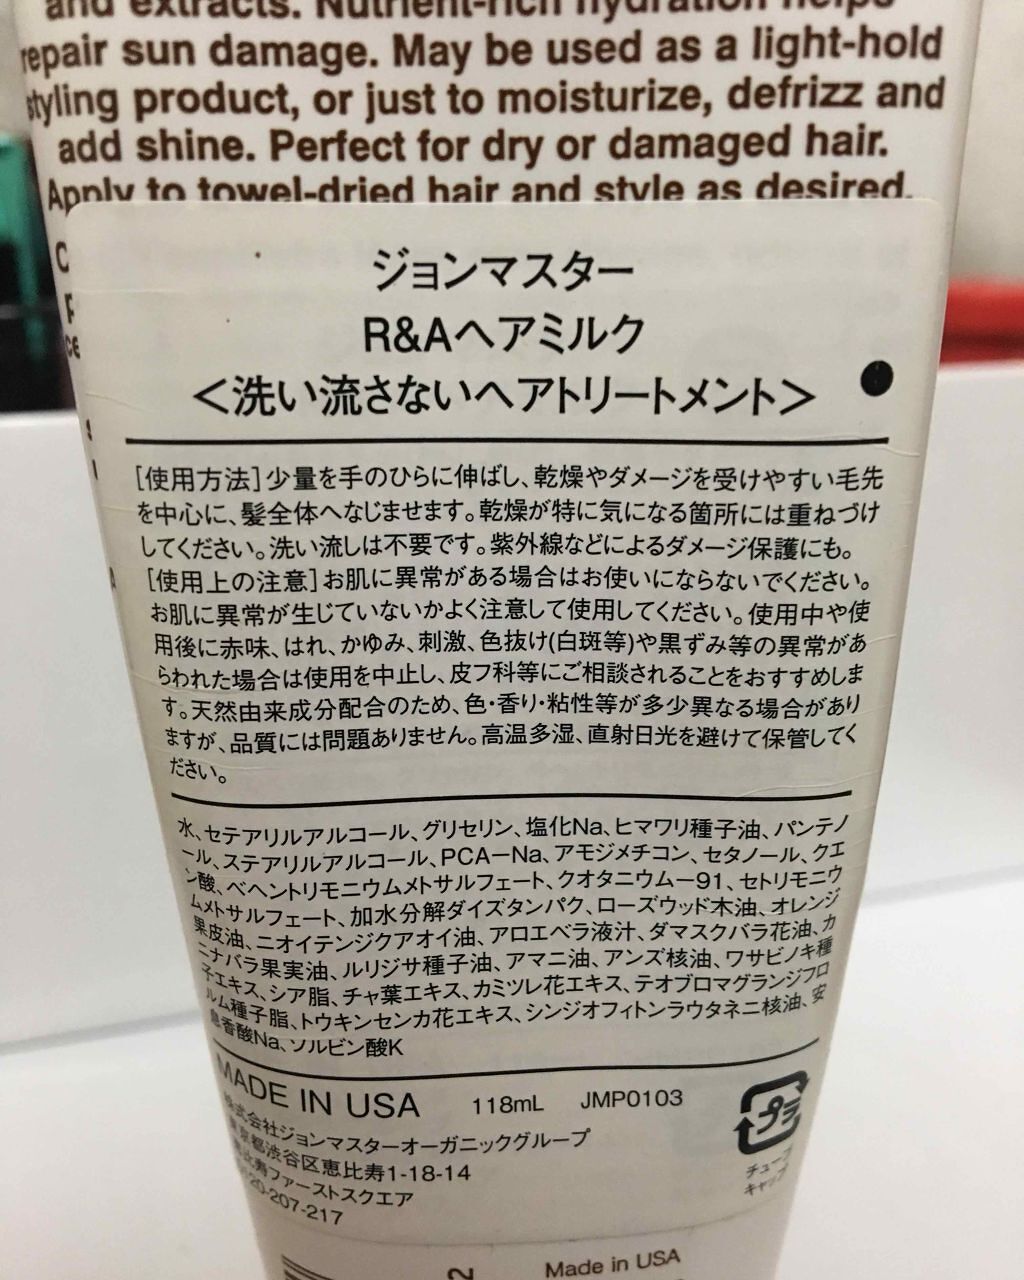 and extracts. Nutrient-rich hydration helps
repair sun damage. May be used as a light-hold
styling product, or just to moisturize, defrizz and
add shine. Perfect for dry or damaged hair.
Apply to towel-dried hair and style as desired.
ジョンマスター
R&Aヘアミルク
＜洗い流さないヘアトリートメント＞
[使用方法]少量を手のひらに伸ばし、乾燥やダメージを受けやすい毛先
を中心に、髪全体へなじませます。乾燥が特に気になる箇所には重ねづけ
してください。洗い流しは不要です。紫外線などによるダメージ保護にも。
[使用上の注意]お肌に異常がある場合はお使いにならないでください。
お肌に異常が生じていないかよく注意して使用してください。使用中や使
用後に赤味、はれ、かゆみ、刺激、色抜け(白斑等)や黒ずみ等の異常があ
らわれた場合は使用を中止し、皮フ科等にご相談されることをおすすめしま
す。天然由来成分配合のため、色・香り・粘性等が多少異なる場合があり
ますが、品質には問題ありません。高温多湿、直射日光を避けて保管してく
ださい。
水、セテアリルアルコール、グリセリン、塩化Na、ヒマワリ種子油、パンテノ
ール、ステアリルアルコール、PCA－Na、アモジメチコン、セタノール、クエ
ン酸、ベヘントリモニウムメトサルフェート、クオタニウム－91、セトリモニウ
ムメトサルフェート、加水分解ダイズタンパク、ローズウッド木油、オレンジ
果皮油、ニオイテンジクアオイ油、アロエベラ液汁、ダマスクバラ花油、カ
ニナバラ果実油、ルリジサ種子油、アマニ油、アンズ核油、ワサビノキ種
子エキス、シア脂、チャ葉エキス、カミツレ花エキス、テオブロマグランジフロ
ルム種子脂、トウキンセンカ花エキス、シンジオフィトンラウタネニ核油、安
息香酸Na、ソルビン酸K
MADE IN USA 118mL JMP0103
株式会社ジョンマスターオーガニックグループ
東京都渋谷区恵比寿1-18-14
恵比寿ファーストスクエア
0120-207-217
プラ
チューブ
キャップ
2
Made in USA